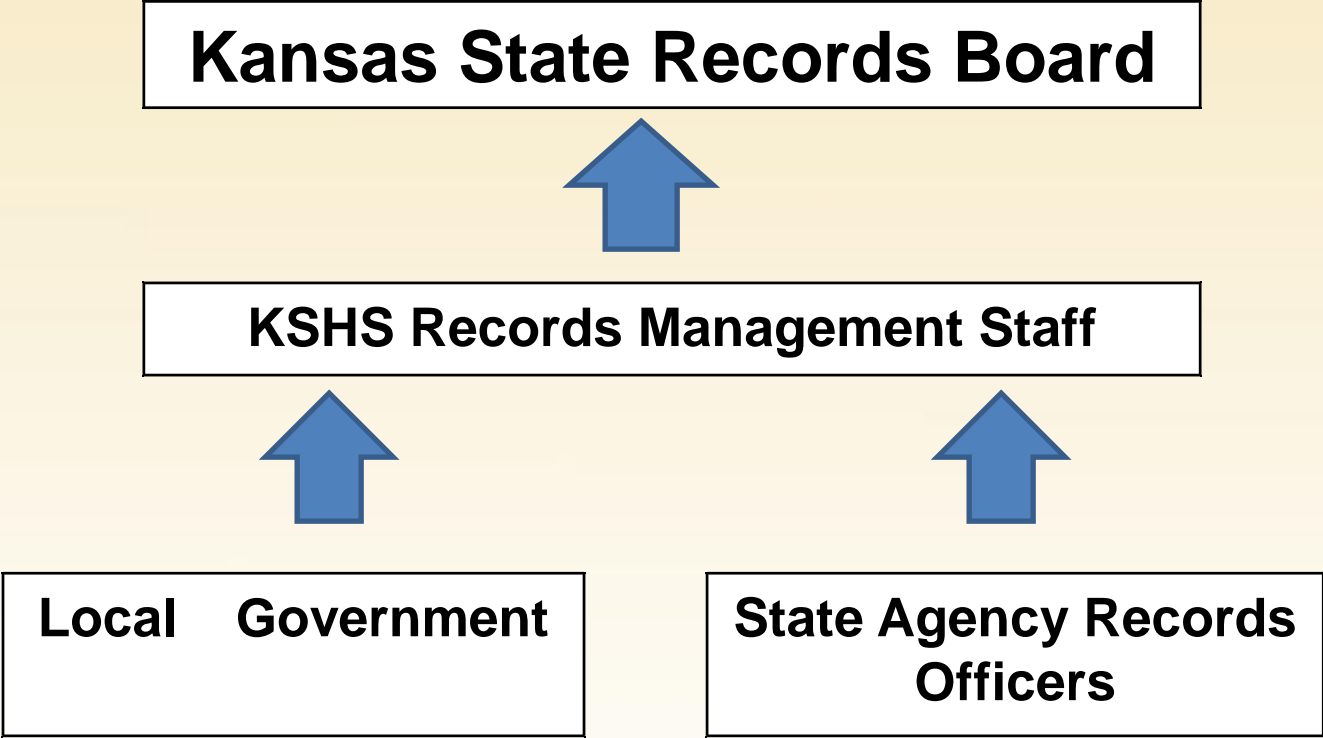 Kansas State Records Board
KSHS Records Management Staff
Local Government
State Agency Records
Officers